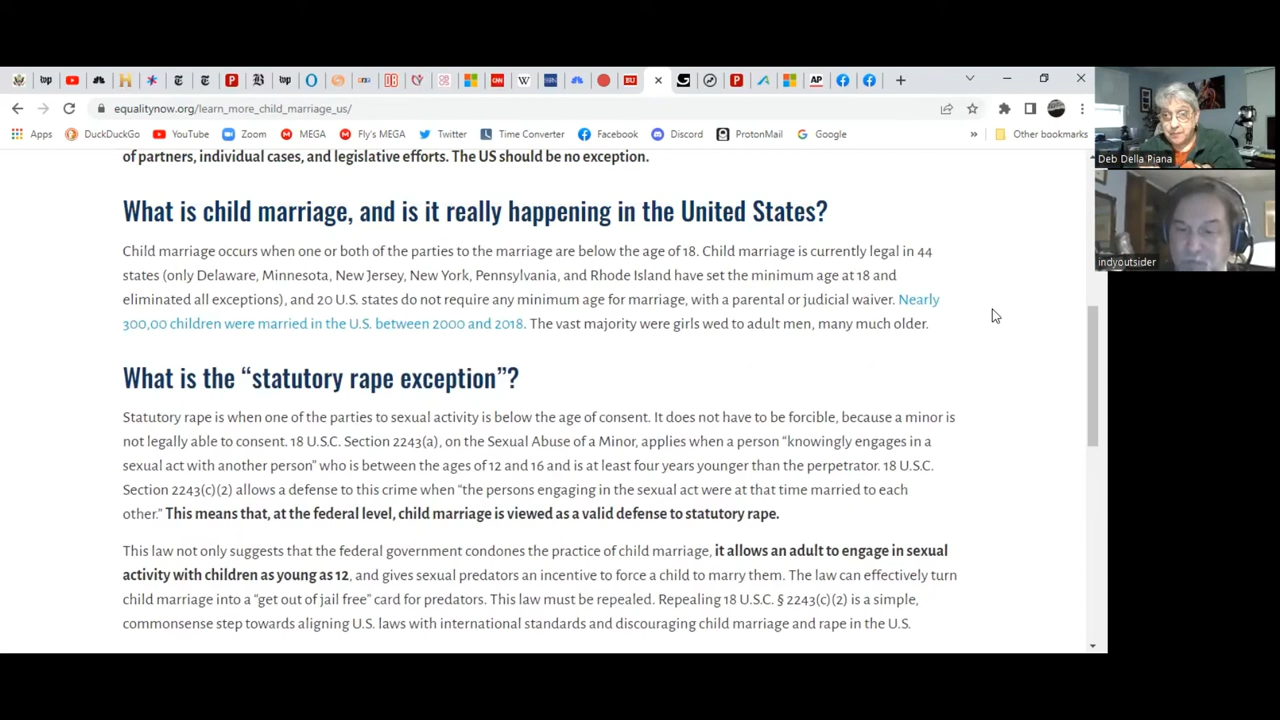 equalitynow.org/learn_more_child_marriage_us/
Apps DuckDuckGo YouTube Zoom MEGA Fly's MEGA Twitter Time Converter Facebook Discord ProtonMail Google » Other bookmarks
of partners, individual cases, and legislative efforts. The US should be no exception.
What is child marriage, and is it really happening in the United States?
Child marriage occurs when one or both of the parties to the marriage are below the age of 18. Child marriage is currently legal in 44
states (only Delaware, Minnesota, New Jersey, New York, Pennsylvania, and Rhode Island have set the minimum age at 18 and
eliminated all exceptions), and 20 U.S. states do not require any minimum age for marriage, with a parental or judicial waiver. Nearly
300,00 children were married in the U.S. between 2000 and 2018. The vast majority were girls wed to adult men, many much older.
What is the “statutory rape exception”?
Statutory rape is when one of the parties to sexual activity is below the age of consent. It does not have to be forcible, because a minor is
not legally able to consent. 18 U.S.C. Section 2243(a), on the Sexual Abuse of a Minor, applies when a person “knowingly engages in a
sexual act with another person” who is between the ages of 12 and 16 and is at least four years younger than the perpetrator. 18 U.S.C.
Section 2243(c)(2) allows a defense to this crime when “the persons engaging in the sexual act were at that time married to each
other.” This means that, at the federal level, child marriage is viewed as a valid defense to statutory rape.
This law not only suggests that the federal government condones the practice of child marriage, it allows an adult to engage in sexual
activity with children as young as 12, and gives sexual predators an incentive to force a child to marry them. The law can effectively turn
child marriage into a “get out of jail free” card for predators. This law must be repealed. Repealing 18 U.S.C. § 2243(c)(2) is a simple,
commonsense step towards aligning U.S. laws with international standards and discouraging child marriage and rape in the U.S.
Deb Della Piana
indyoutsider